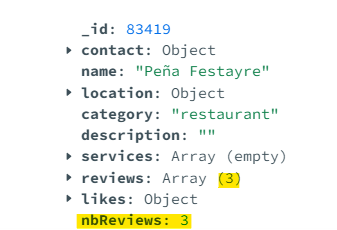 _id: 83419
contact: Object
name: "Peña Festayre"
location: Object
category: "restaurant"
description: ""
services: Array (empty)
reviews: Array (3)
likes: Object
nbReviews: 3